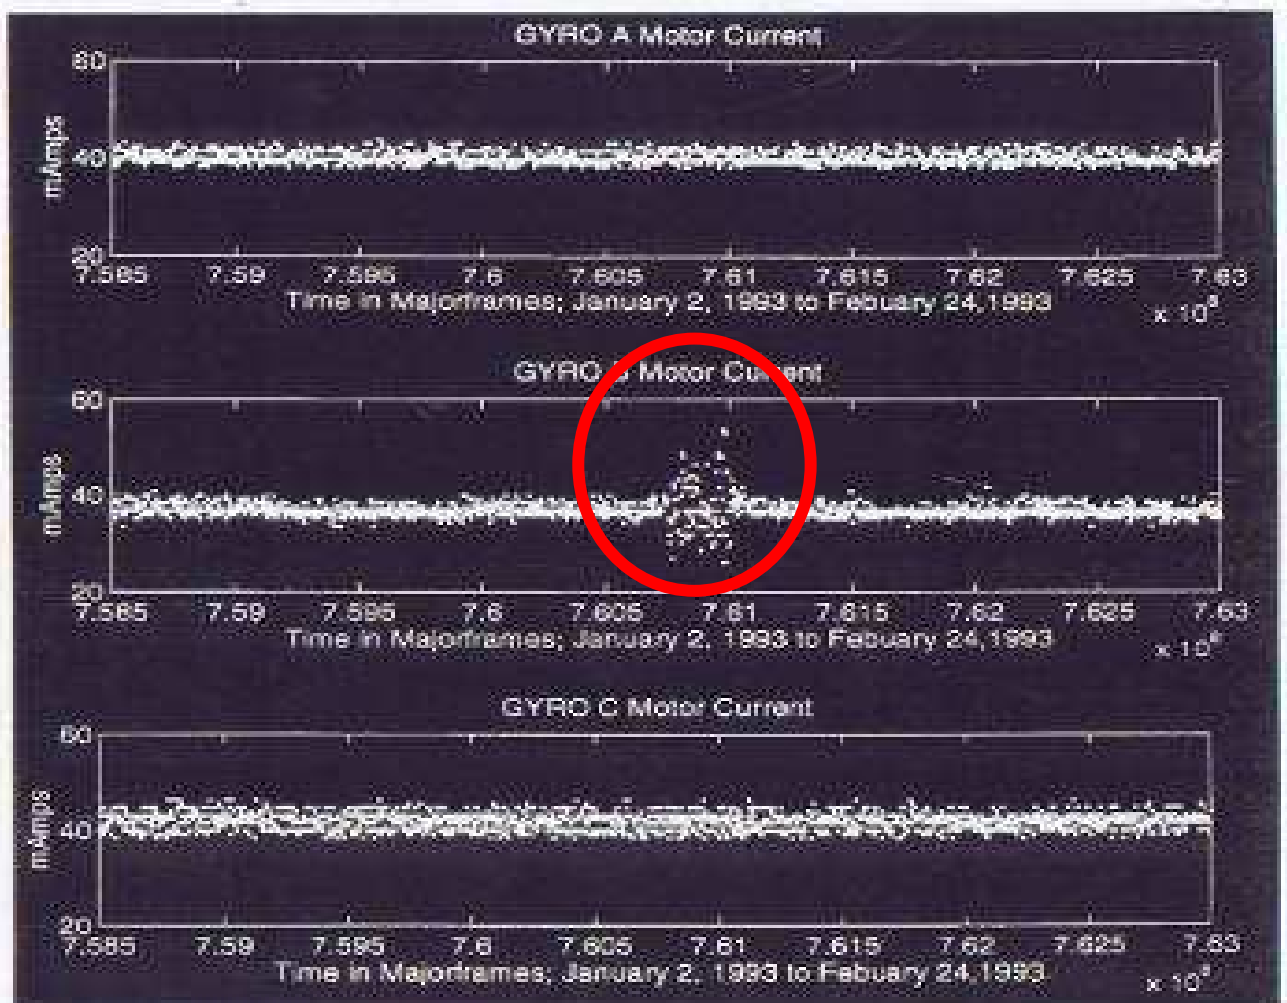 GYRO A Motor Current
60
mAmps
40
20
7.585 7.59 7.595 7.6 7.605 7.61 7.615 7.62 7.625 7.63
Time in Majorframes; January 2, 1993 to Febuary 24,1993
x 10
GYRO Motor Current
60
mAmps
40
20
7.585 7.59 7.595 7.6 7.605 7.61 7.615 7.62 7.625 7.63
Time in Majorframes; January 2, 1993 to Febuary 24,1993
x 10
GYRO C Motor Current
60
mAmps
40
20
7.585 7.59 7.595 7.6 7.605 7.61 7.615 7.62 7.625 7.63
Time in Majorframes; January 2, 1993 to Febuary 24,1993
x 10